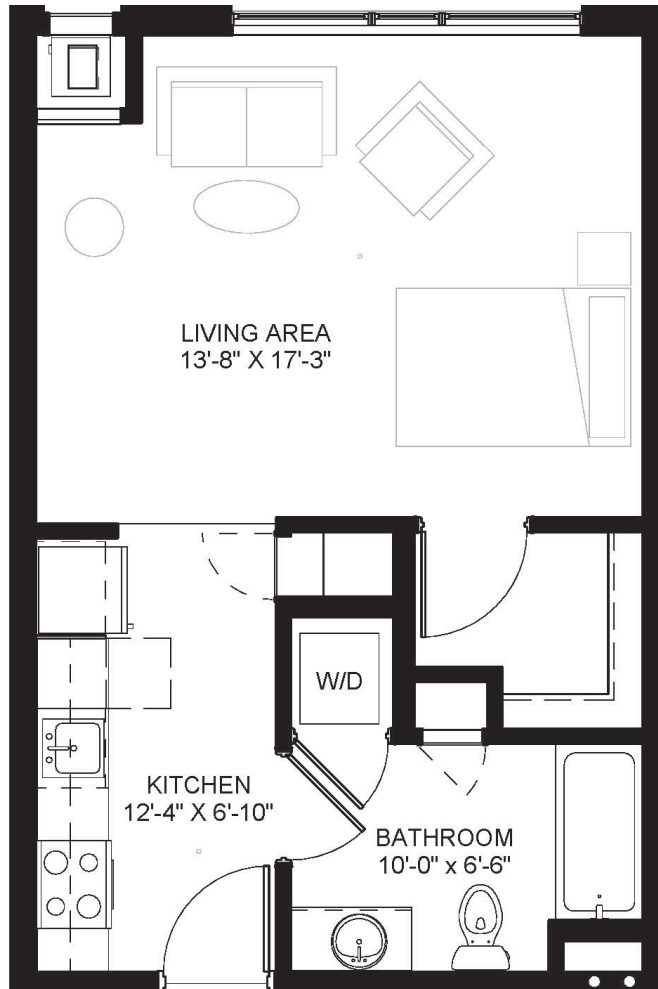 LIVING AREA
13'-8" X 17'-3"
W/D
KITCHEN
12'-4" X 6'-10"
BATHROOM
10'-0" x 6'-6"